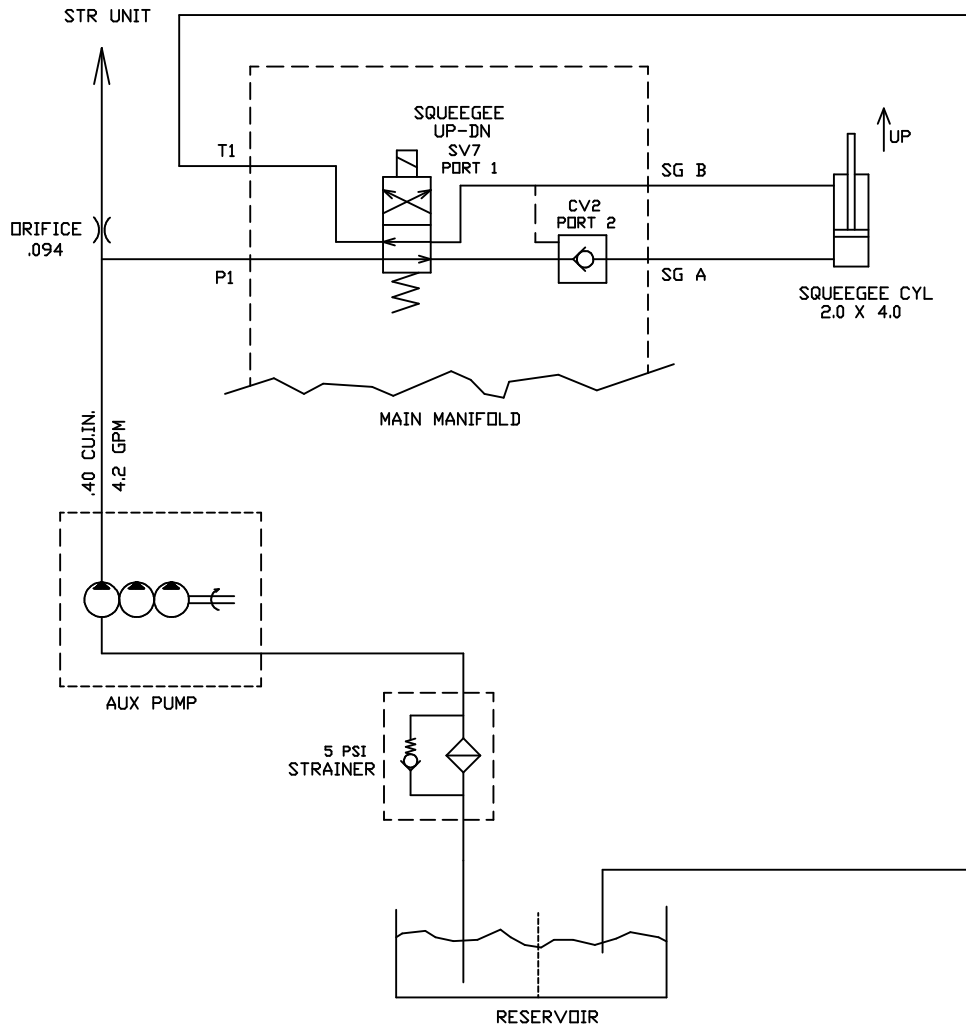 STR UNIT
SQUEEGEE
UP-DN
SV7
PORT 1
UP
T1
SG B
CV2
PORT 2
ORIFICE
.094
P1
SG A
SQUEEGEE CYL
2.0 X 4.0
MAIN MANIFOLD
.40 CU.IN.
4.2 GPM
AUX PUMP
5 PSI
STRAINER
RESERVOIR